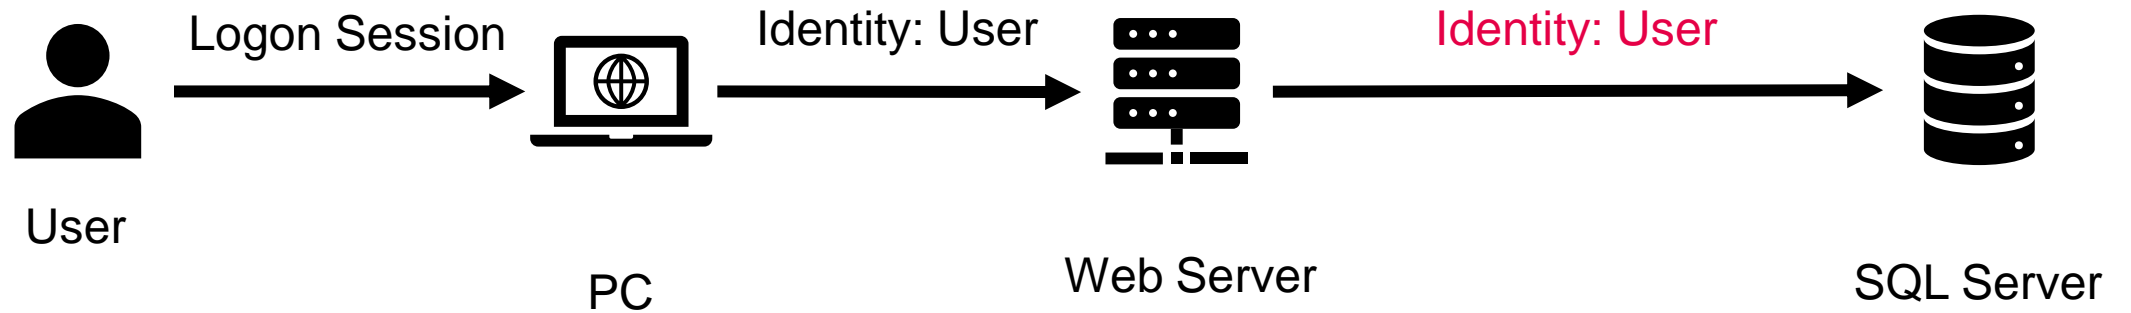 Logon Session
Identity: User
Identity: User
User
PC
Web Server
SQL Server